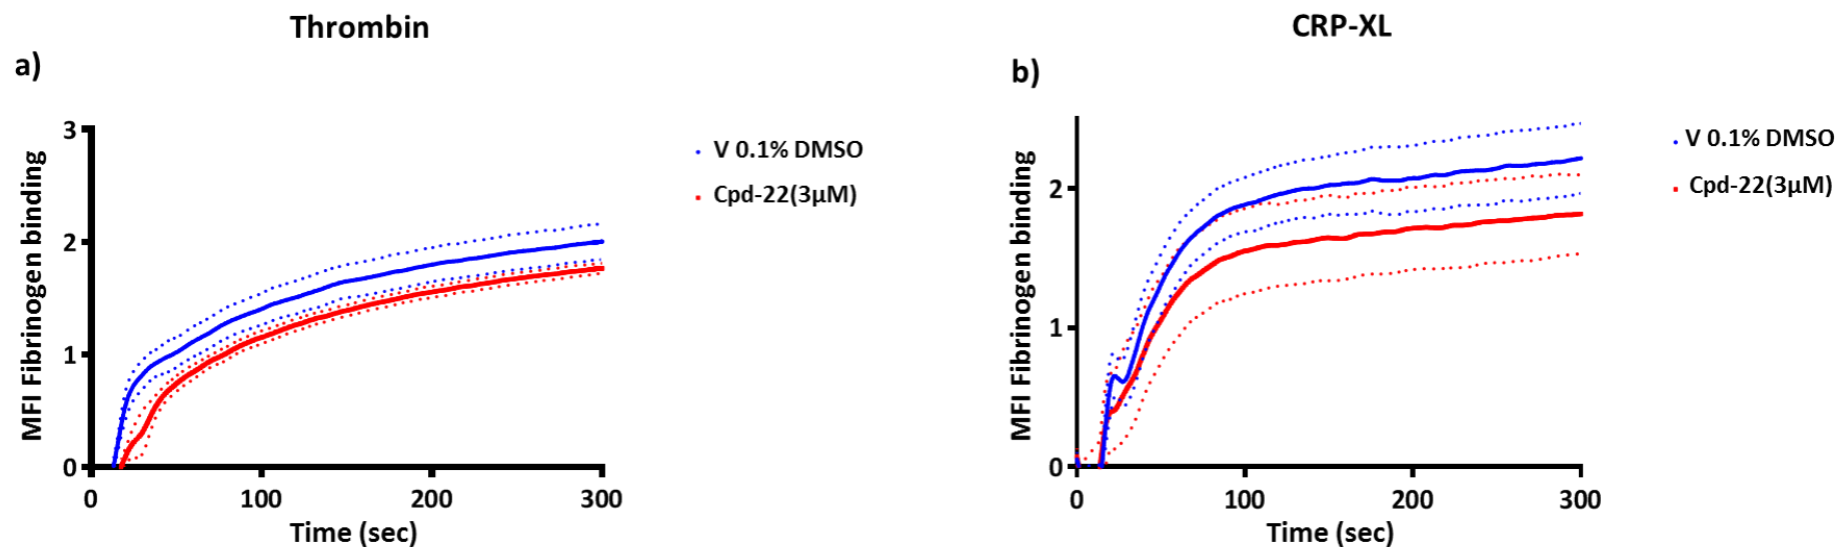 Thrombin
a)
MFI Fibrinogen binding
3
2
1
0
0 100 200 300
Time (sec)
V 0.1% DMSO
Cpd-22(3µM)
CRP-XL
b)
MFI Fibrinogen binding
2
1
0
0 100 200 300
Time (sec)
V 0.1% DMSO
Cpd-22(3µM)